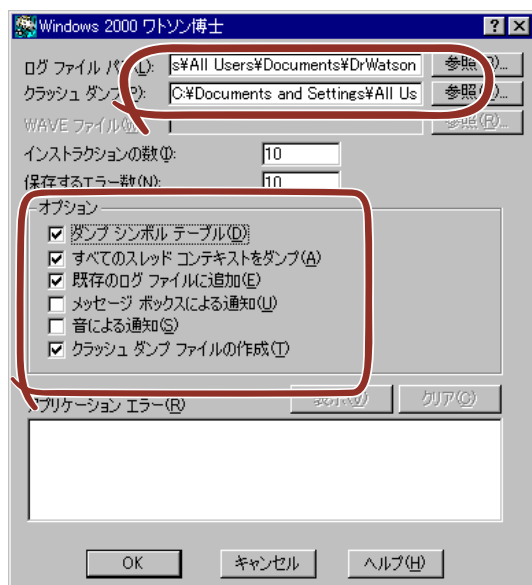 Windows 2000 ワトソン博士
ログ ファイル パス(L): s¥All Users¥Documents¥DrWatson 参照(R)...
クラッシュ ダンプ(P): C:¥Documents and Settings¥All Us 参照(R)...
WAVE ファイル(W): 参照(R)...
インストラクションの数(I): 10
保存するエラー数(N): 10
オプション
ダンプ シンボル テーブル(D)
すべてのスレッド コンテキストをダンプ(A)
既存のログ ファイルに追加(E)
メッセージ ボックスによる通知(U)
音による通知(S)
クラッシュ ダンプ ファイルの作成(T)
アプリケーション エラー(R) 表示(V) クリア(C)
OK キャンセル ヘルプ(H)